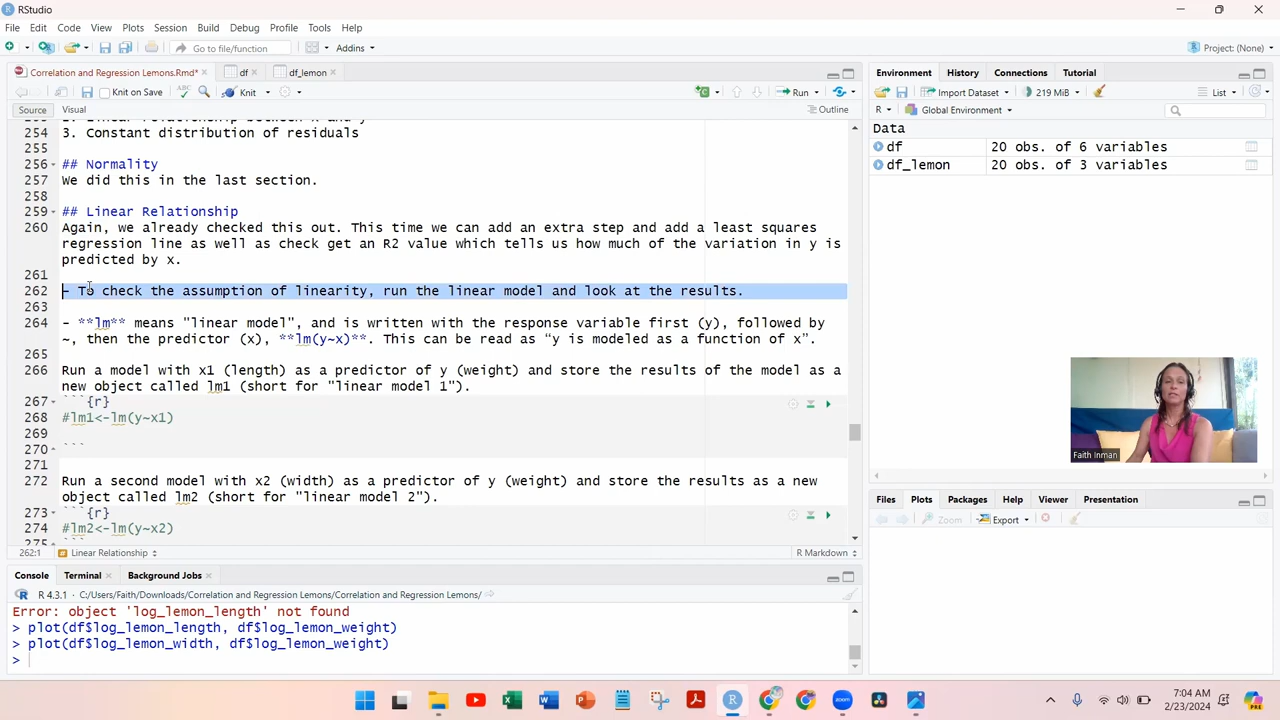 RStudio
File Edit Code View Plots Session Build Debug Profile Tools Help
Go to file/function Addins Project: (None)
Correlation and Regression Lemons.Rmd* df df_lemon
Knit on Save Knit Run
Source Visual Outline
254 3. Constant distribution of residuals
255
256 ## Normality
257 We did this in the last section.
258
259 ## Linear Relationship
260 Again, we already checked this out. This time we can add an extra step and add a least squares
regression line as well as check get an R2 value which tells us how much of the variation in y is
predicted by x.
261
262 - To check the assumption of linearity, run the linear model and look at the results.
263
264 - **lm** means "linear model", and is written with the response variable first (y), followed by
~, then the predictor (x), **lm(y~x)**. This can be read as “y is modeled as a function of x”.
265
266 Run a model with x1 (length) as a predictor of y (weight) and store the results of the model as a
new object called lm1 (short for "linear model 1").
267 ```{r}
268 #lm1<-lm(y~x1)
269
270 ```
271
272 Run a second model with x2 (width) as a predictor of y (weight) and store the results as a new
object called lm2 (short for "linear model 2").
273 ```{r}
274 #lm2<-lm(y~x2)
275
262:1 Linear Relationship R Markdown
Console Terminal Background Jobs
R 4.3.1 · C:/Users/Faith/Downloads/Correlation and Regression Lemons/Correlation and Regression Lemons/
Error: object 'log_lemon_length' not found
> plot(df$log_lemon_length, df$log_lemon_weight)
> plot(df$log_lemon_width, df$log_lemon_weight)
>
Environment History Connections Tutorial
Import Dataset 219 MiB List
R Global Environment
Data
df 20 obs. of 6 variables
df_lemon 20 obs. of 3 variables
Faith Inman
Files Plots Packages Help Viewer Presentation
Zoom Export
7:04 AM
2/23/2024